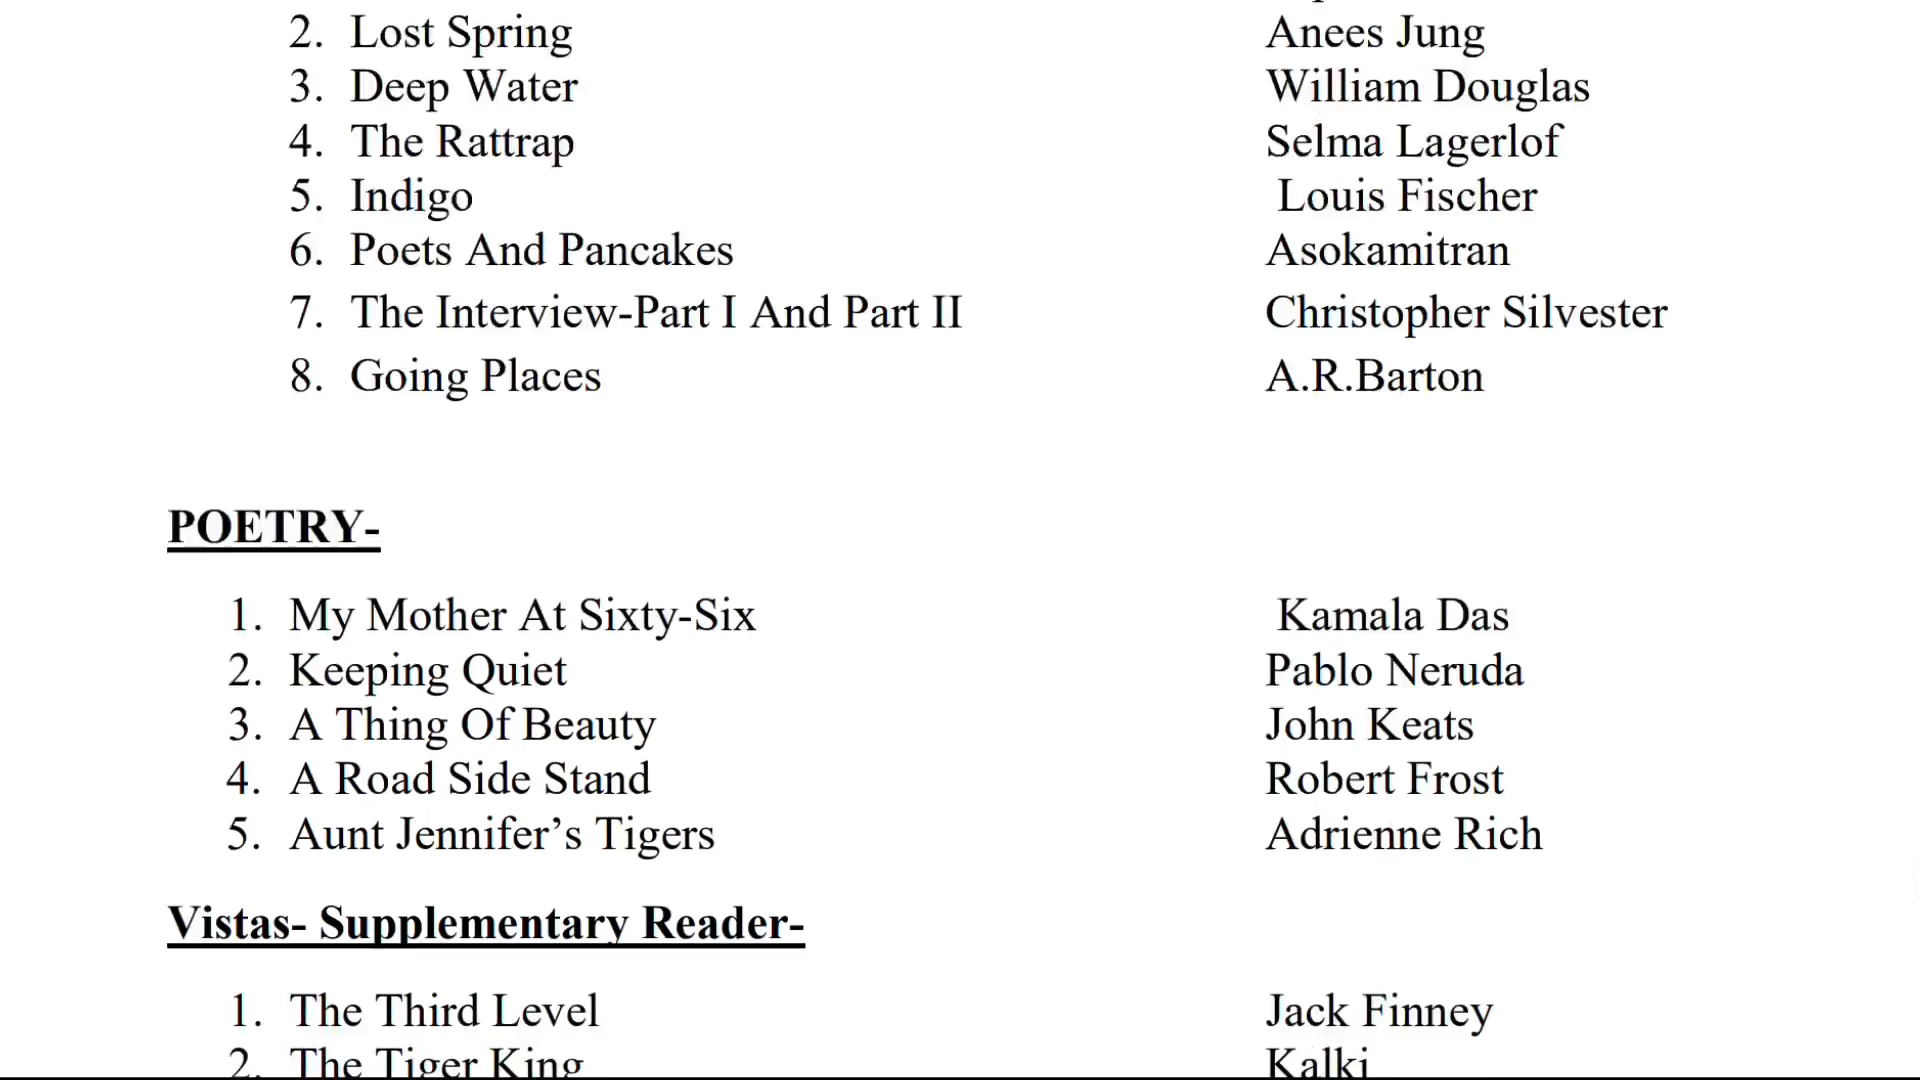 2. Lost Spring Anees Jung
3. Deep Water William Douglas
4. The Rattrap Selma Lagerlof
5. Indigo Louis Fischer
6. Poets And Pancakes Asokamitran
7. The Interview-Part I And Part II Christopher Silvester
8. Going Places A.R.Barton
POETRY-
1. My Mother At Sixty-Six Kamala Das
2. Keeping Quiet Pablo Neruda
3. A Thing Of Beauty John Keats
4. A Road Side Stand Robert Frost
5. Aunt Jennifer’s Tigers Adrienne Rich
Vistas- Supplementary Reader-
1. The Third Level Jack Finney
2. The Tiger King Kalki